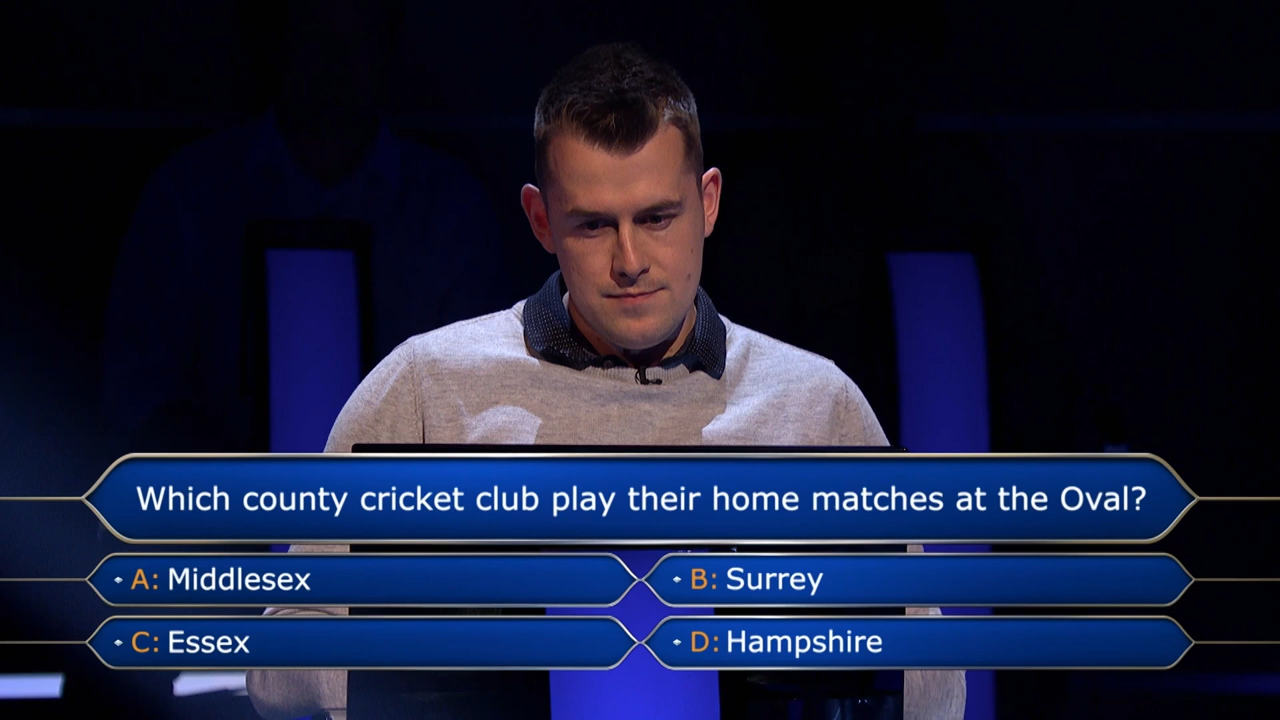 Which county cricket club play their home matches at the Oval?
A: Middlesex
B: Surrey
C: Essex
D: Hampshire